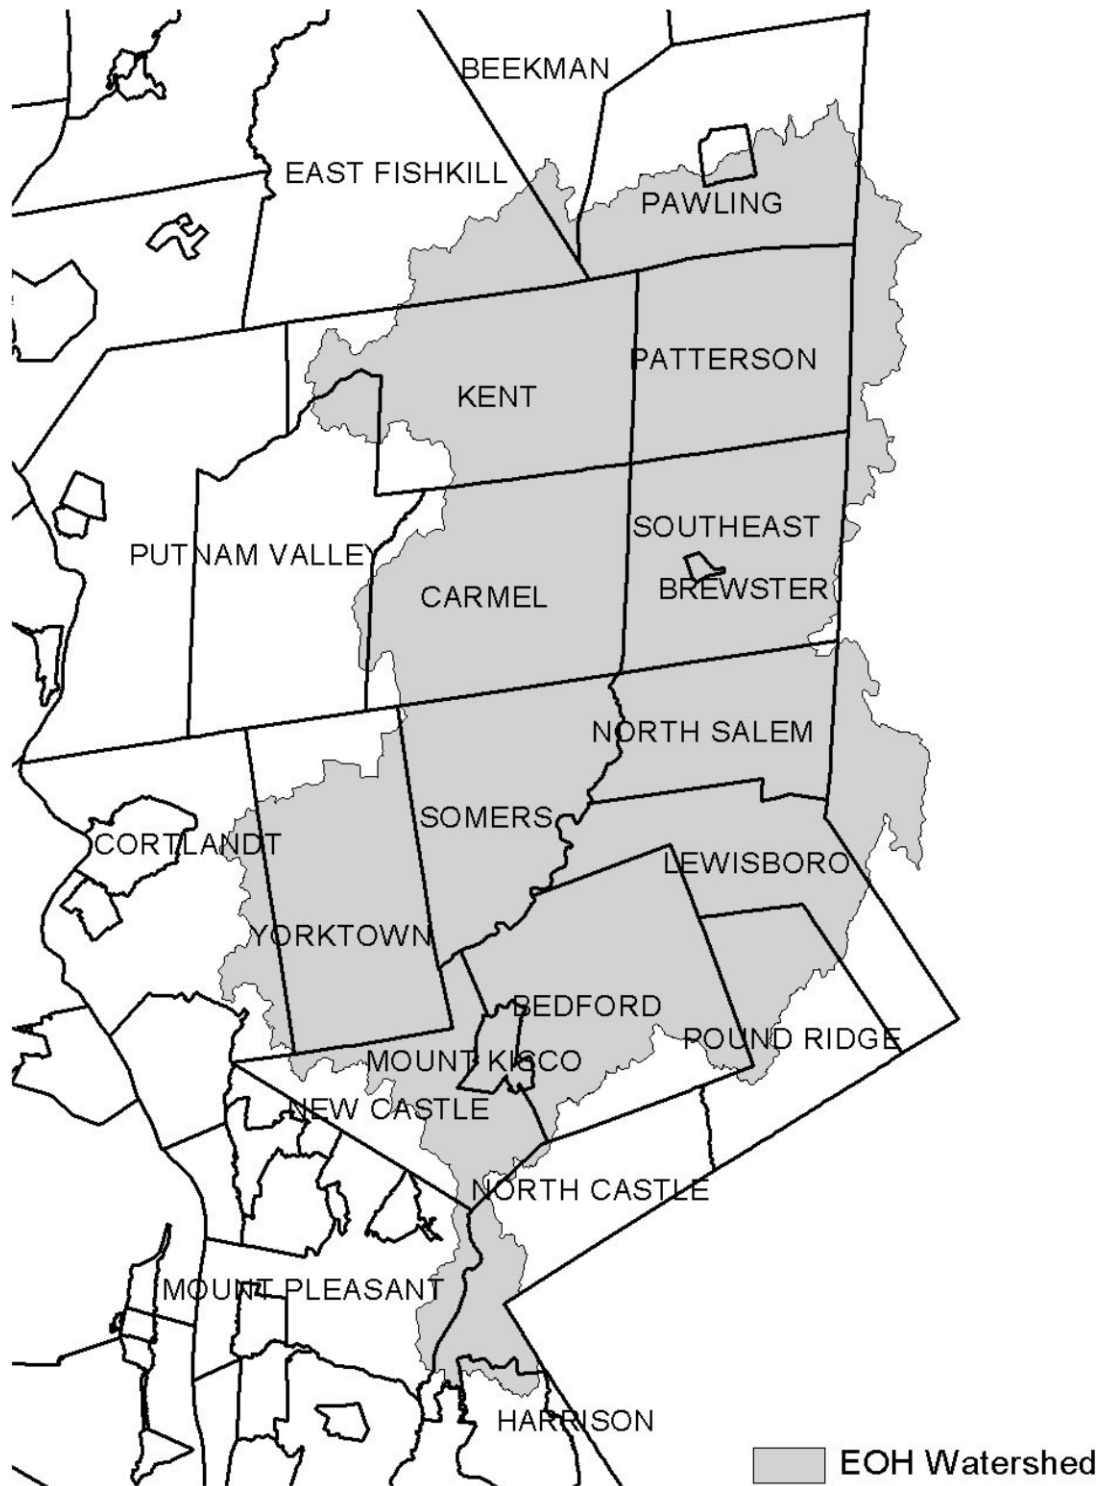 BEEKMAN
EAST FISHKILL
PAWLING
PATTERSON
KENT
SOUTHEAST
PUTNAM VALLEY
BREWSTER
CARMEL
NORTH SALEM
SOMERS
CORTLANDT
LEWISBORO
YORKTOWN
BEDFORD
POUND RIDGE
MOUNT KISCO
NEW CASTLE
NORTH CASTLE
MOUNT PLEASANT
HARRISON
EOH Watershed